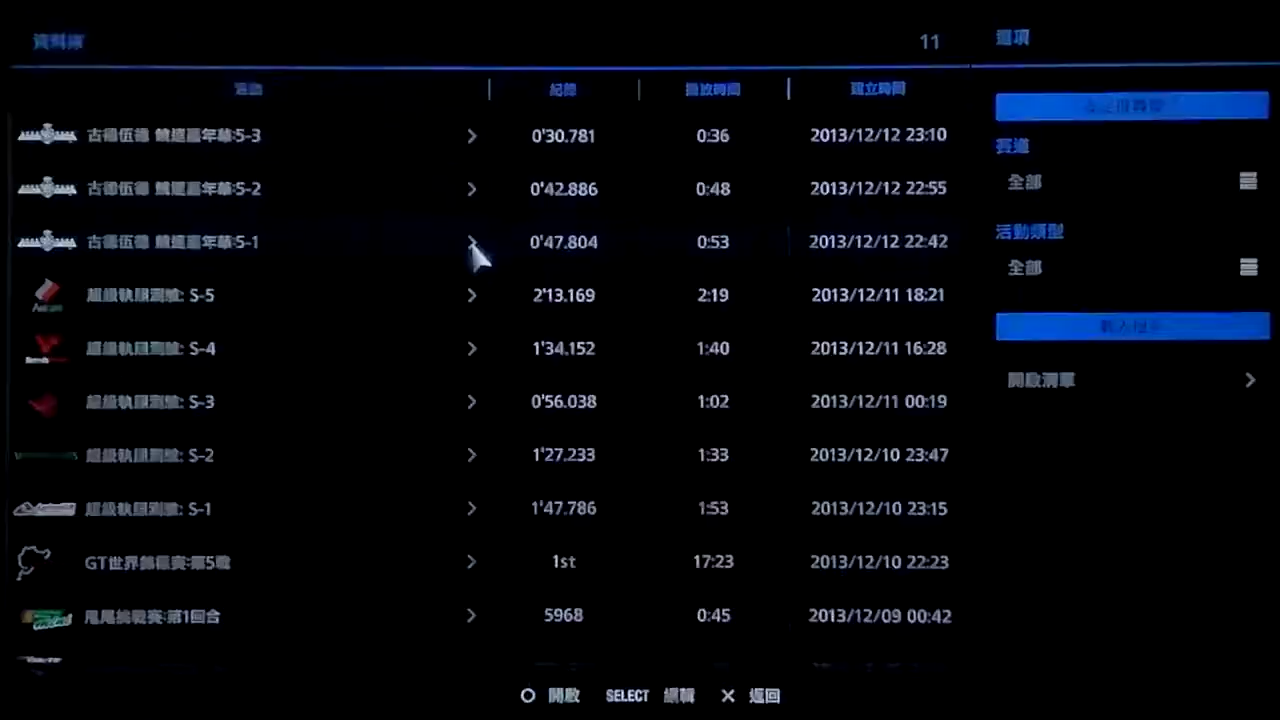 資料庫
11
選項
活動
紀錄
播放時間
建立時間
古德伍德 競速嘉年華:5-3
0'30.781
0:36
2013/12/12 23:10
古德伍德 競速嘉年華:5-2
0'42.886
0:48
2013/12/12 22:55
古德伍德 競速嘉年華:5-1
0'47.804
0:53
2013/12/12 22:42
超級執照測驗: S-5
2'13.169
2:19
2013/12/11 18:21
超級執照測驗: S-4
1'34.152
1:40
2013/12/11 16:28
超級執照測驗: S-3
0'56.038
1:02
2013/12/11 00:19
超級執照測驗: S-2
1'27.233
1:33
2013/12/10 23:47
超級執照測驗: S-1
1'47.786
1:53
2013/12/10 23:15
GT世界錦標賽:第5戰
1st
17:23
2013/12/10 22:23
甩尾挑戰賽:第1回合
5968
0:45
2013/12/09 00:42
賽道
全部
活動類型
全部
開啟清單
開啟
SELECT 編輯
返回